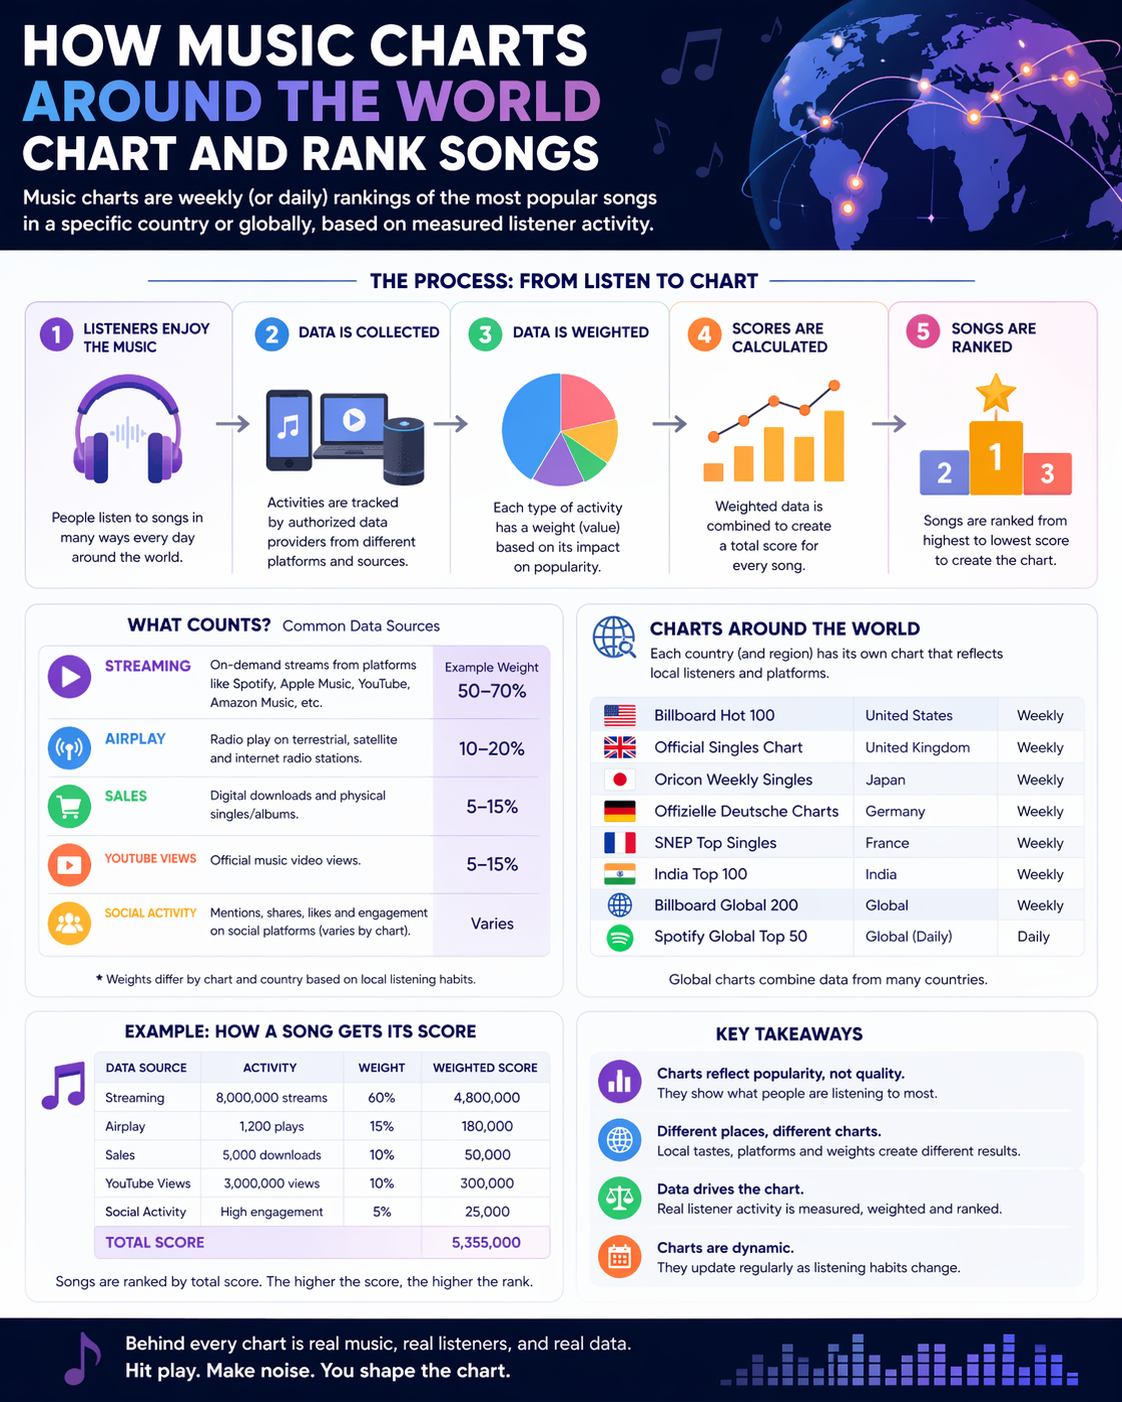 HOW MUSIC CHARTS
AROUND THE WORLD
CHART AND RANK SONGS
Music charts are weekly (or daily) rankings of the most popular songs
in a specific country or globally, based on measured listener activity.
THE PROCESS: FROM LISTEN TO CHART
1
LISTENERS ENJOY
THE MUSIC
People listen to songs in
many ways every day
around the world.
2
DATA IS COLLECTED
Activities are tracked
by authorized data
providers from different
platforms and sources.
3
DATA IS WEIGHTED
Each type of activity
has a weight (value)
based on its impact
on popularity.
4
SCORES ARE
CALCULATED
Weighted data is
combined to create
a total score for
every song.
5
SONGS ARE
RANKED
2
1
3
Songs are ranked from
highest to lowest score
to create the chart.
WHAT COUNTS? Common Data Sources
Example Weight
STREAMING
On-demand streams from platforms
like Spotify, Apple Music, YouTube,
Amazon Music, etc.
50–70%
AIRPLAY
Radio play on terrestrial, satellite
and internet radio stations.
10–20%
SALES
Digital downloads and physical
singles/albums.
5–15%
YOUTUBE VIEWS
Official music video views.
5–15%
SOCIAL ACTIVITY
Mentions, shares, likes and engagement
on social platforms (varies by chart).
Varies
* Weights differ by chart and country based on local listening habits.
CHARTS AROUND THE WORLD
Each country (and region) has its own chart that reflects
local listeners and platforms.
Billboard Hot 100 United States Weekly
Official Singles Chart United Kingdom Weekly
Oricon Weekly Singles Japan Weekly
Offizielle Deutsche Charts Germany Weekly
SNEP Top Singles France Weekly
India Top 100 India Weekly
Billboard Global 200 Global Weekly
Spotify Global Top 50 Global (Daily) Daily
Global charts combine data from many countries.
EXAMPLE: HOW A SONG GETS ITS SCORE
DATA SOURCE ACTIVITY WEIGHT WEIGHTED SCORE
Streaming 8,000,000 streams 60% 4,800,000
Airplay 1,200 plays 15% 180,000
Sales 5,000 downloads 10% 50,000
YouTube Views 3,000,000 views 10% 300,000
Social Activity High engagement 5% 25,000
TOTAL SCORE 5,355,000
Songs are ranked by total score. The higher the score, the higher the rank.
KEY TAKEAWAYS
Charts reflect popularity, not quality.
They show what people are listening to most.
Different places, different charts.
Local tastes, platforms and weights create different results.
Data drives the chart.
Real listener activity is measured, weighted and ranked.
Charts are dynamic.
They update regularly as listening habits change.
Behind every chart is real music, real listeners, and real data.
Hit play. Make noise. You shape the chart.